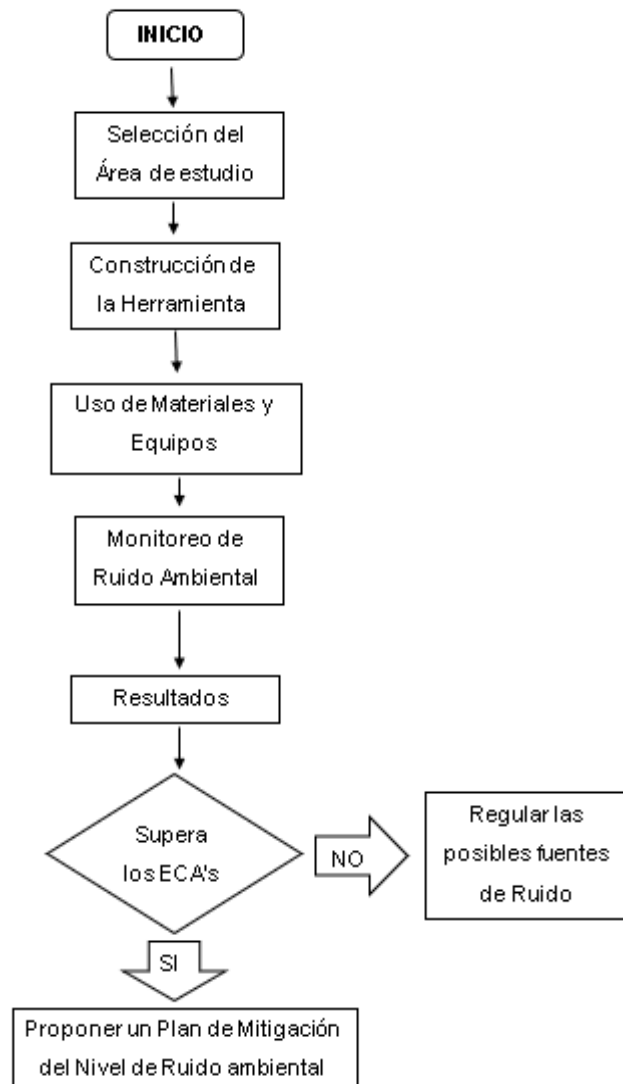 INICIO
Selección del
Área de estudio
Construcción de
la Herramienta
Uso de Materiales y
Equipos
Monitoreo de
Ruido Ambiental
Resultados
Supera
los ECA's
NO
Regular las
posibles fuentes
de Ruido
SI
Proponer un Plan de Mitigación
del Nivel de Ruido ambiental